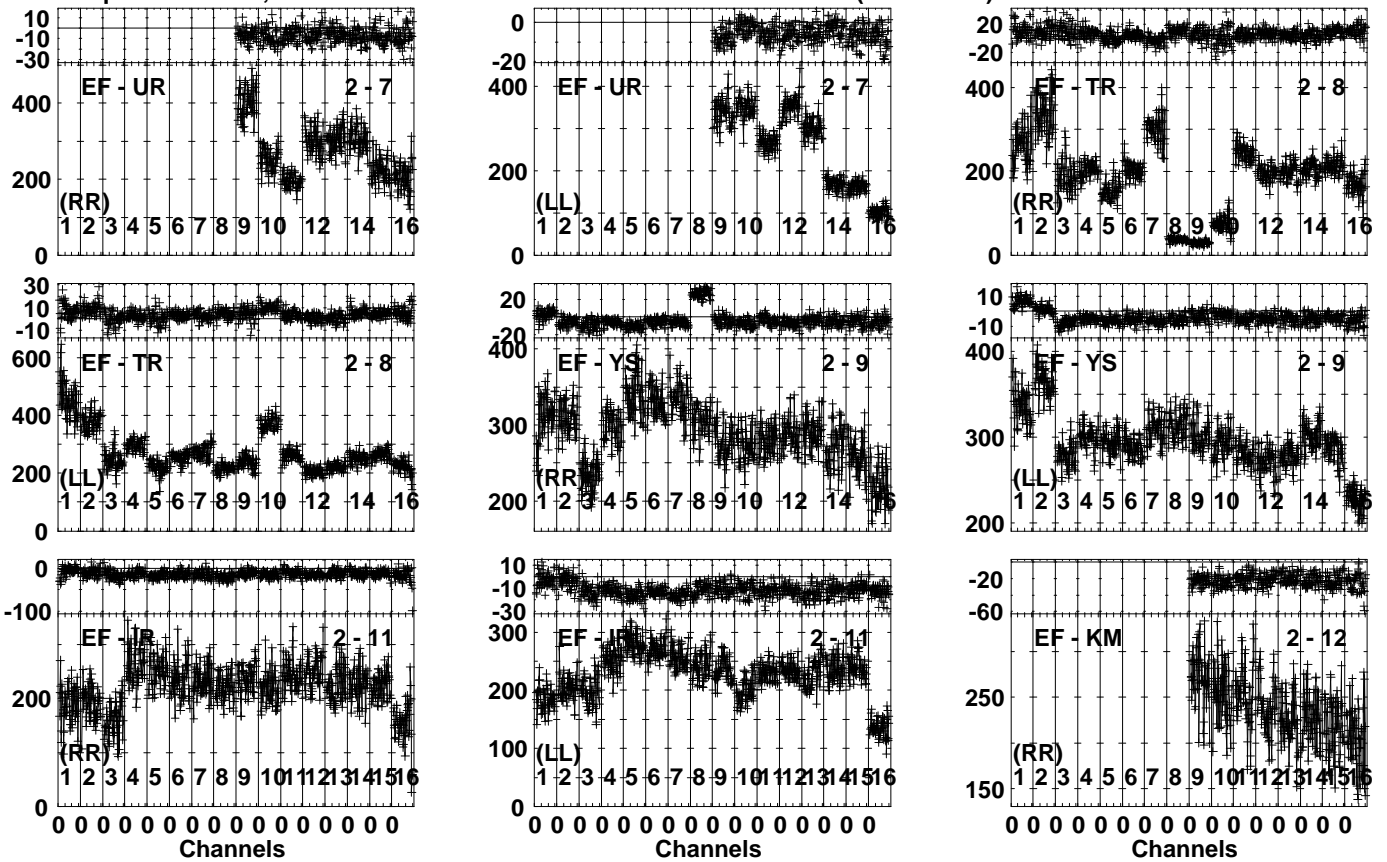 10
-10
-30
EF - UR 2 - 7
400
200
(RR)
1 2 3 4 5 6 7 8 9 10 12 14 16
0
0
-20
EF - UR 2 - 7
400
200
(LL)
1 2 3 4 5 6 7 8 9 10 12 14 16
0
20
-20
EF - TR 2 - 8
400
200
(RR)
1 2 3 4 5 6 7 8 9 10 12 14 16
0
30
10
-10
EF - TR 2 - 8
600
400
200
(LL)
1 2 3 4 5 6 7 8 9 10 12 14 16
0
20
-20
EF - YS 2 - 9
400
300
(RR)
200
1 2 3 4 5 6 7 8 9 10 12 14 16
10
-10
EF - YS 2 - 9
400
300
(LL)
1 2 3 4 5 6 7 8 9 10 12 14 16
200
0
-100
EF - IR 2 - 11
200
(RR)
1 2 3 4 5 6 7 8 9 10 11 12 13 14 15 16
0
0 0 0 0 0 0 0 0 0 0 0 0 0 0 0 0
Channels
10
-10
-30
EF - IR 2 - 11
300
200
100
(LL)
1 2 3 4 5 6 7 8 9 10 11 12 13 14 15 16
0
0 0 0 0 0 0 0 0 0 0 0 0 0 0 0 0
Channels
-20
-60
EF - KM 2 - 12
250
(RR)
1 2 3 4 5 6 7 8 9 10 11 12 13 14 15 16
150
0 0 0 0 0 0 0 0 0 0 0 0 0 0 0 0
Channels